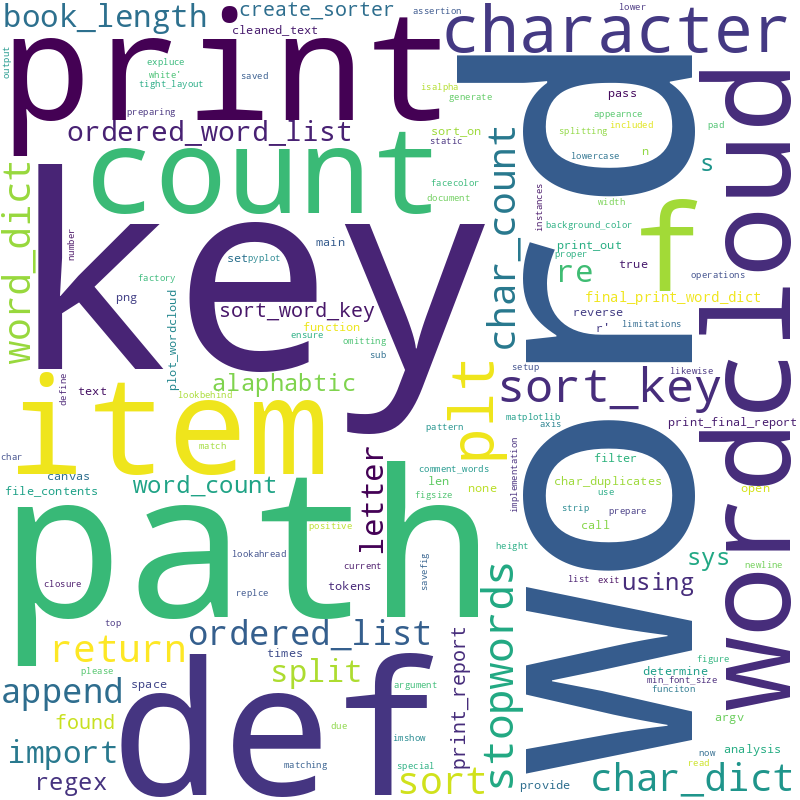 output
book_length
create_sorter
assertion
lower
cleaned_text
print
character
expluce
white'
tight_layout
saved
isalpha
generate
preparing
pass
ordered_word_list
appearnce
splitting
included
pad
sort_on
static
lowercase
n
s
count
word
wordcloud
word_dict
char_count
facecolor
document
instances
width
f
background_color
key
number
main
set
pyplot
print_out
proper
re
true
operations
factory
png
plot_wordcloud
sort_word_key
final_print_word_dict
function
ensure
omitting
sub
reverse
r'
limitations
define
text
alaphabtic
lookbehind
plt
setup
likewise
sort_key
item
match
pattern
matplotlib
axis
print_final_report
char
canvas
file_contents
word_count
letter
comment_words
len
figsize
none
implementation
filter
char_duplicates
use
strip
prepare
call
open
path
positive
lookahread
current
savefig
closure
replce
tokens
height
list
exit
using
sys
newline
top
ordered_list
stopwords
return
times
please
split
print_report
determine
figure
min_font_size
funciton
append
space
def
argument
found
due
imshow
argv
import
matching
special
now
read
analysis
regex
sort
provide
char_dict